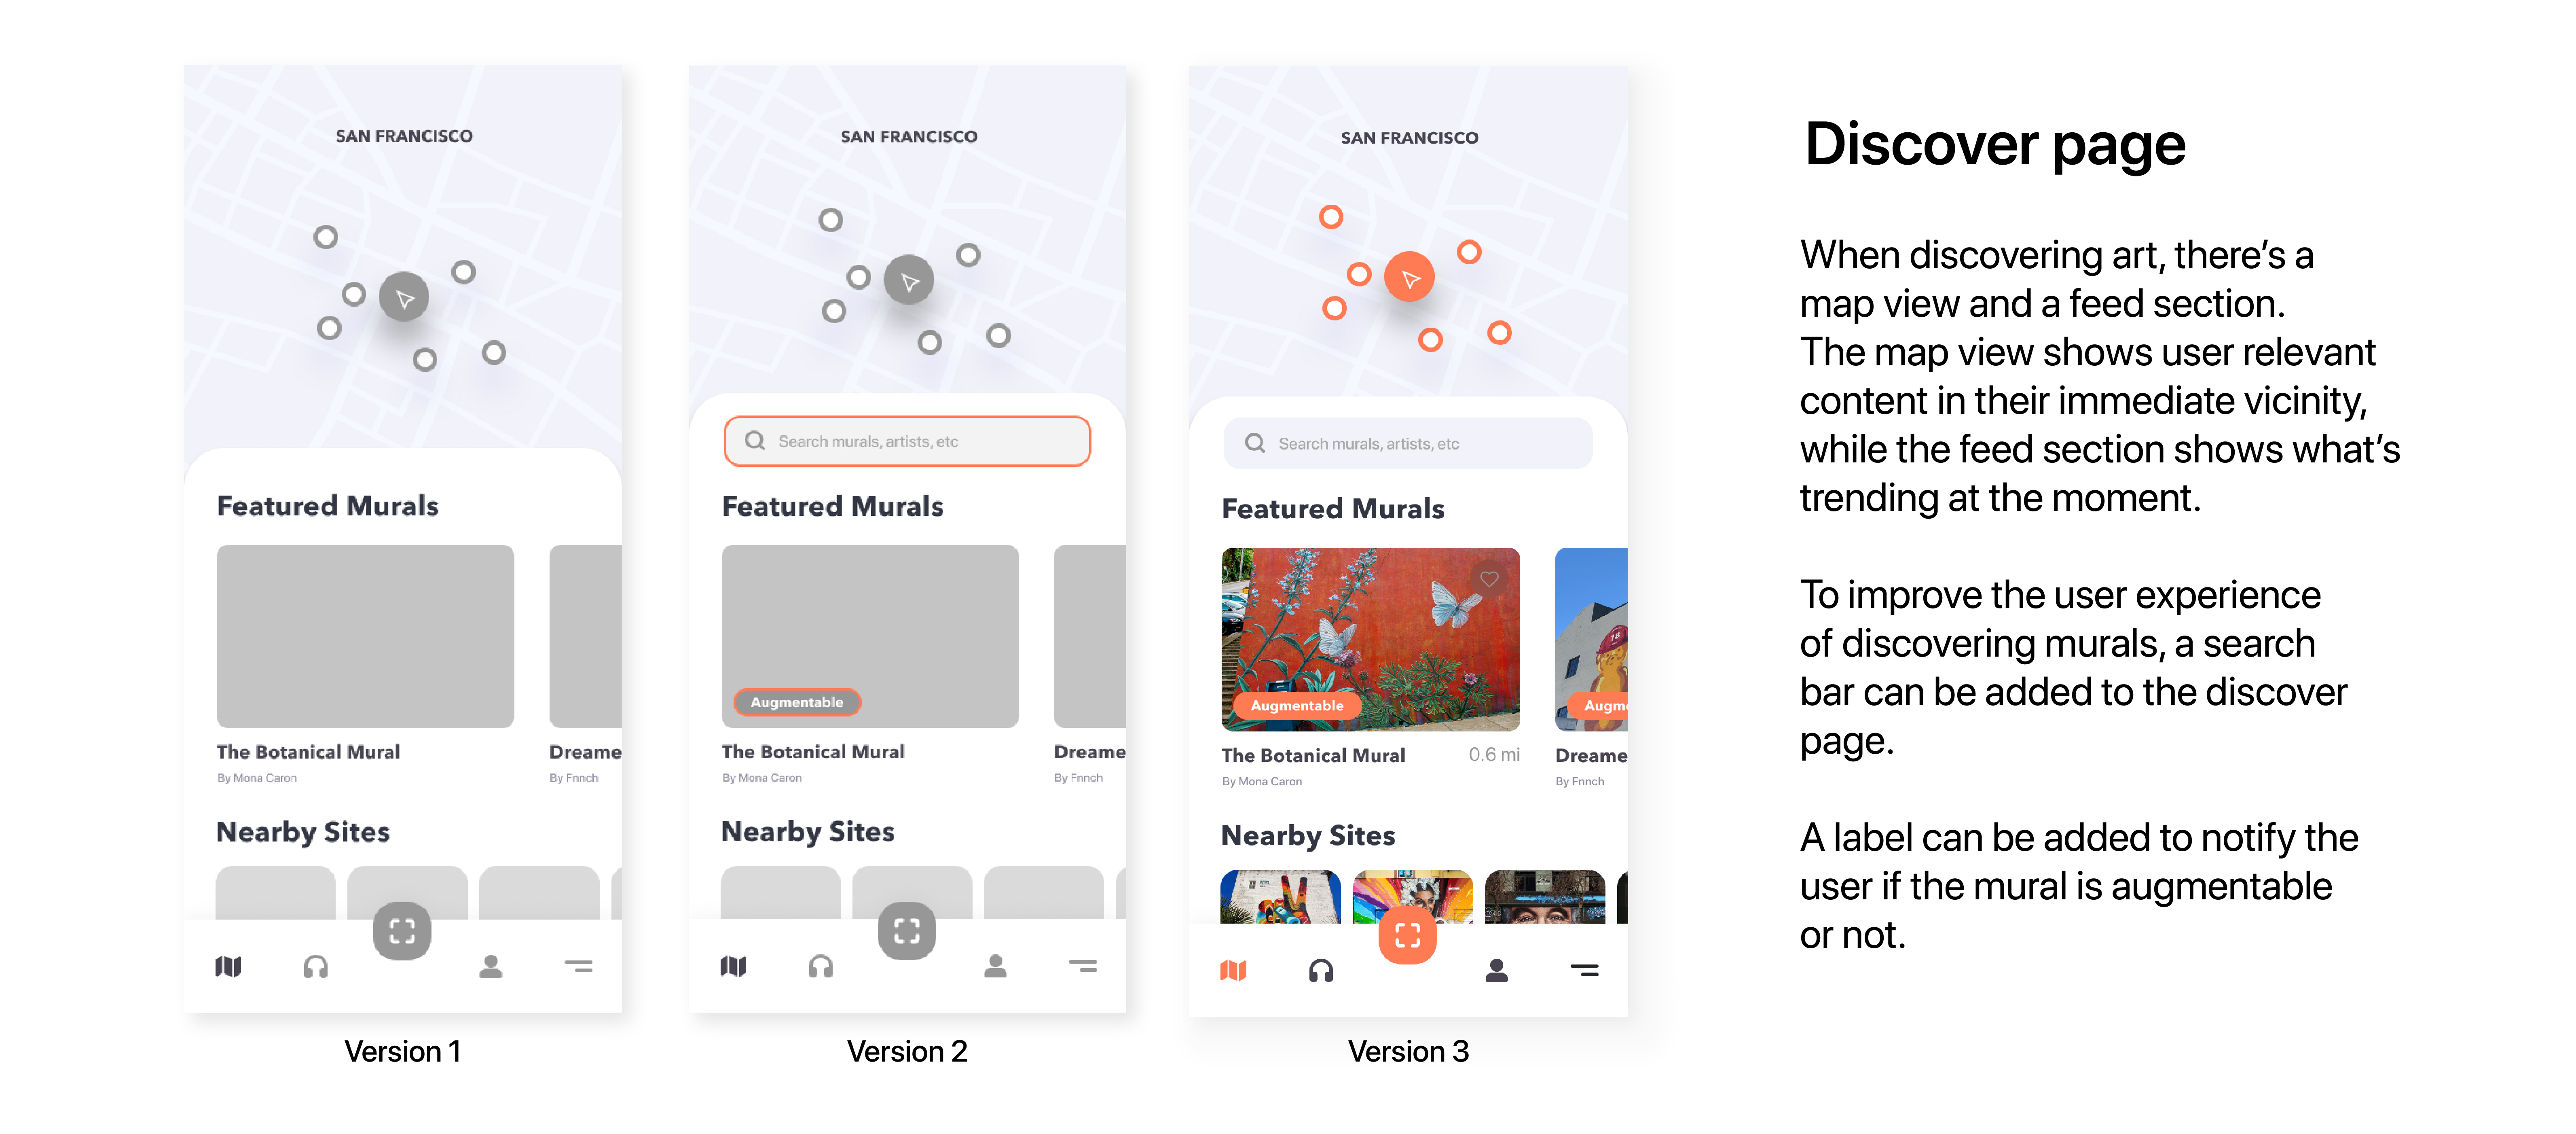 SAN FRANCISCO
Featured Murals
The Botanical Mural
By Mona Caron
Dreame
By Fnnch
Nearby Sites
Version 1
SAN FRANCISCO
Search murals, artists, etc
Featured Murals
Augmentable
The Botanical Mural
By Mona Caron
Dreame
By Fnnch
Nearby Sites
Version 2
SAN FRANCISCO
Search murals, artists, etc
Featured Murals
18
Augmentable
Augm
The Botanical Mural
0.6 mi
By Mona Caron
Dreame
By Fnnch
Nearby Sites
Version 3
Discover page
When discovering art, there’s a
map view and a feed section.
The map view shows user relevant
content in their immediate vicinity,
while the feed section shows what’s
trending at the moment.
To improve the user experience
of discovering murals, a search
bar can be added to the discover
page.
A label can be added to notify the
user if the mural is augmentable
or not.